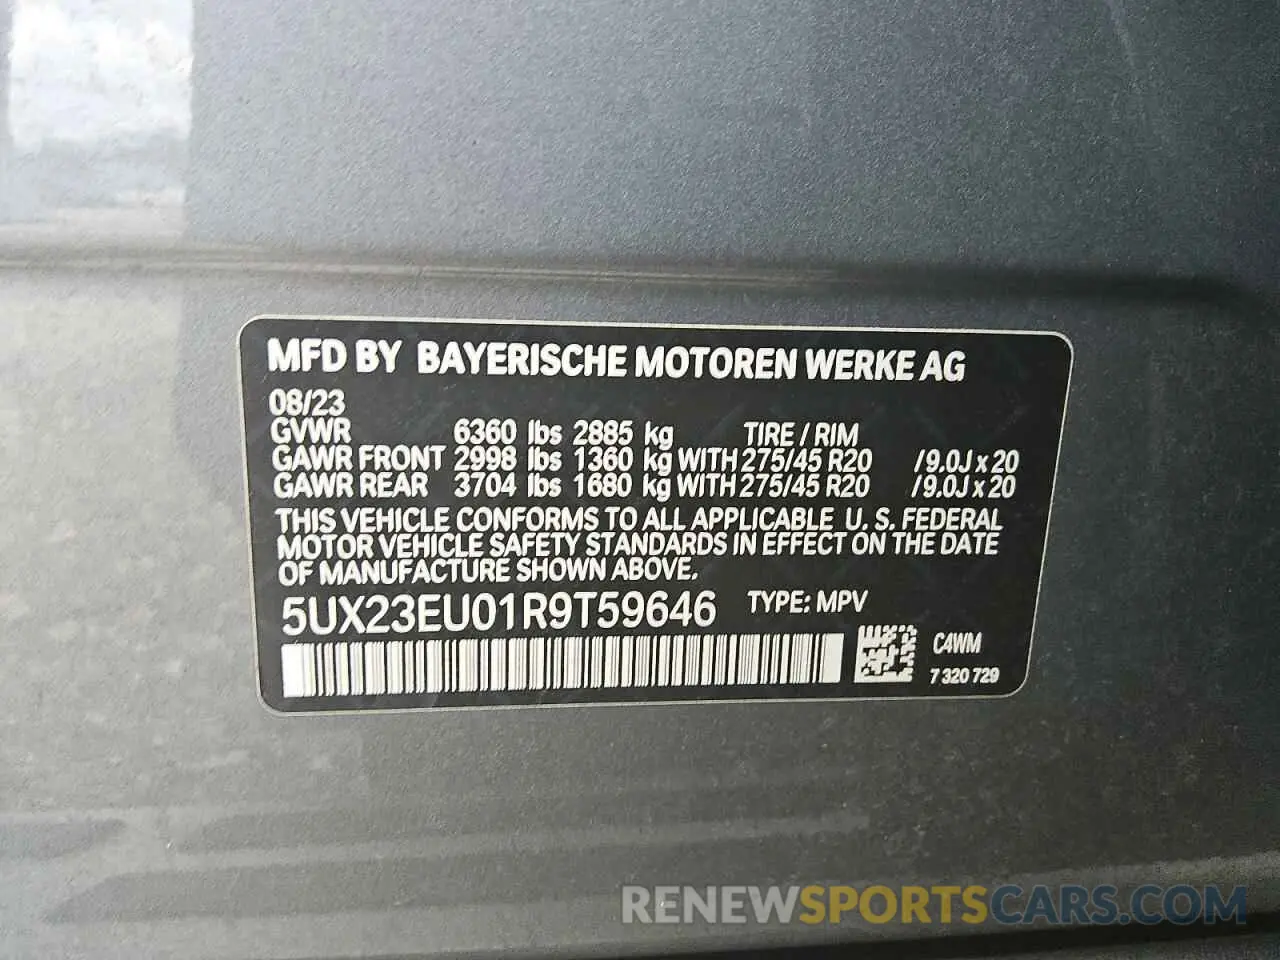 MFD BY BAYERISCHE MOTOREN WERKE AG
08/23
GVWR 6360 lbs 2885 kg TIRE / RIM
GAWR FRONT 2998 lbs 1360 kg WITH 275/45 R20 /9.0J x 20
GAWR REAR 3704 lbs 1680 kg WITH 275/45 R20 /9.0J x 20
THIS VEHICLE CONFORMS TO ALL APPLICABLE U. S. FEDERAL
MOTOR VEHICLE SAFETY STANDARDS IN EFFECT ON THE DATE
OF MANUFACTURE SHOWN ABOVE.
5UX23EU01R9T59646 TYPE: MPV
C4WM
7 320 729
RENEWSPORTSCARS.COM